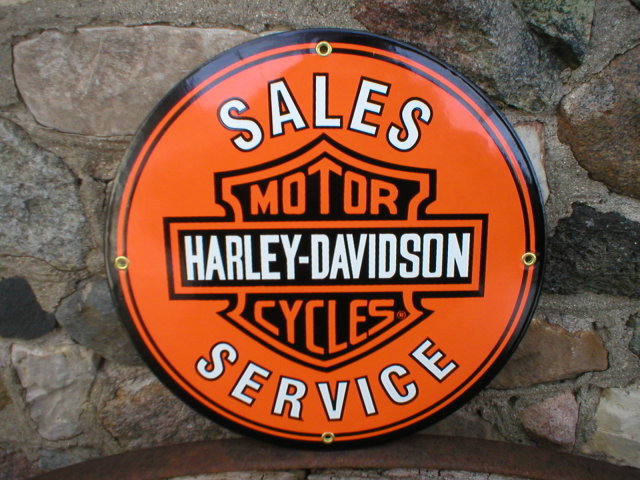 SALES
MOTOR
HARLEY-DAVIDSON
CYCLES®
SERVICE